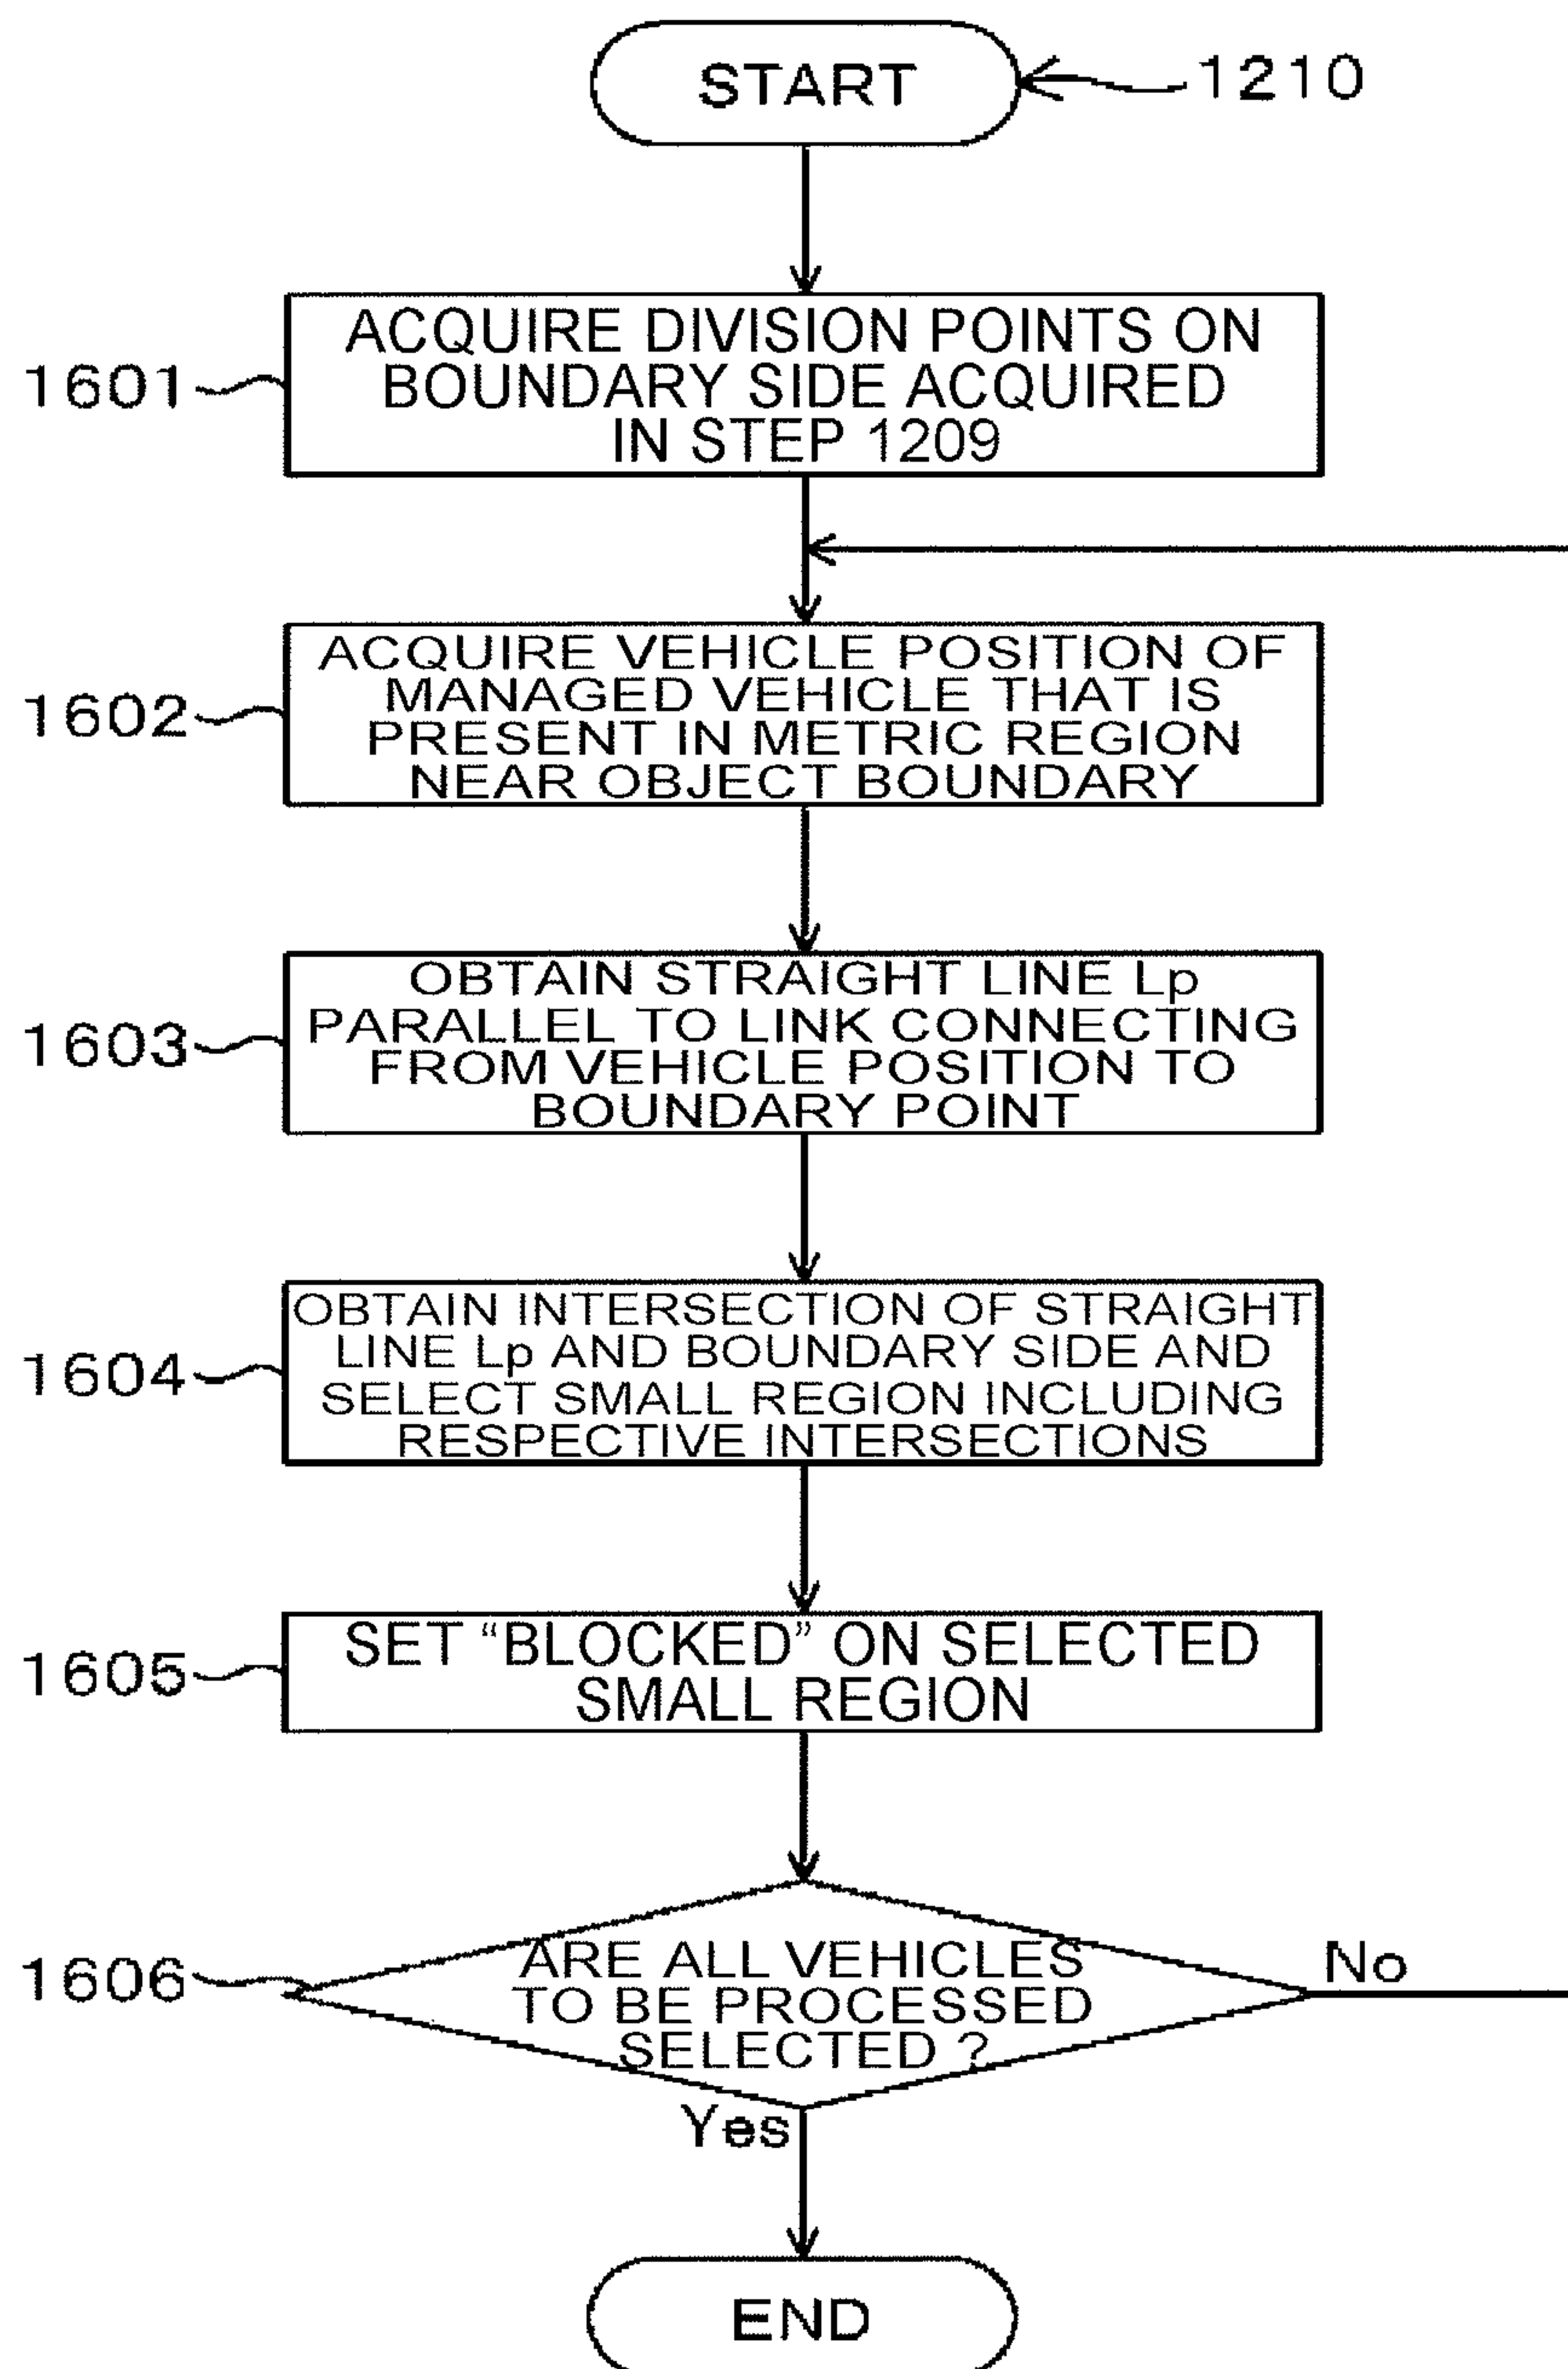 START
1210
1601
ACQUIRE DIVISION POINTS ON
BOUNDARY SIDE ACQUIRED
IN STEP 1209
1602
ACQUIRE VEHICLE POSITION OF
MANAGED VEHICLE THAT IS
PRESENT IN METRIC REGION
NEAR OBJECT BOUNDARY
1603
OBTAIN STRAIGHT LINE Lp
PARALLEL TO LINK CONNECTING
FROM VEHICLE POSITION TO
BOUNDARY POINT
1604
OBTAIN INTERSECTION OF STRAIGHT
LINE Lp AND BOUNDARY SIDE AND
SELECT SMALL REGION INCLUDING
RESPECTIVE INTERSECTIONS
1605
SET “BLOCKED” ON SELECTED
SMALL REGION
1606
ARE ALL VEHICLES
TO BE PROCESSED
SELECTED ?
No
Yes
END